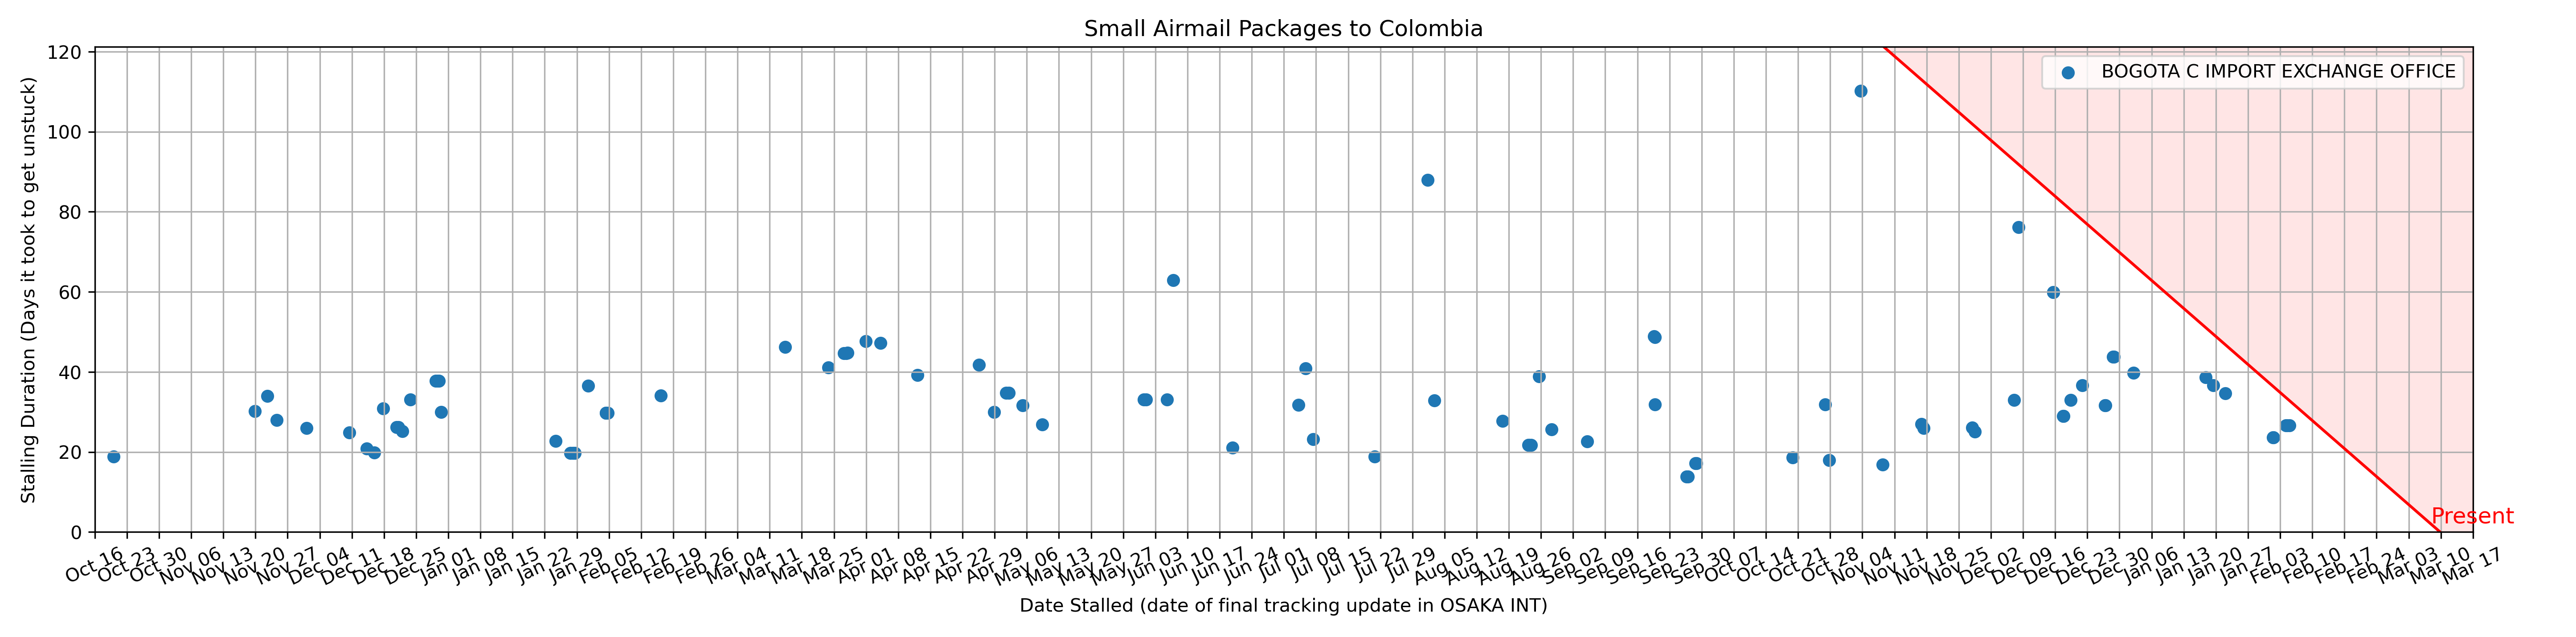 Small Airmail Packages to Colombia
120
100
80
60
40
20
0
Stalling Duration (Days it took to get unstuck)
BOGOTA C IMPORT EXCHANGE OFFICE
Present
Oct 16
Oct 23
Oct 30
Nov 06
Nov 13
Nov 20
Nov 27
Dec 04
Dec 11
Dec 18
Dec 25
Jan 01
Jan 08
Jan 15
Jan 22
Jan 29
Feb 05
Feb 12
Feb 19
Feb 26
Mar 04
Mar 11
Mar 18
Mar 25
Apr 01
Apr 08
Apr 15
Apr 22
Apr 29
May 06
May 13
May 20
May 27
Jun 03
Jun 10
Jun 17
Jun 24
Jul 01
Jul 08
Jul 15
Jul 22
Jul 29
Aug 05
Aug 12
Aug 19
Aug 26
Sep 02
Sep 09
Sep 16
Sep 23
Sep 30
Oct 07
Oct 14
Oct 21
Oct 28
Nov 04
Nov 11
Nov 18
Nov 25
Dec 02
Dec 09
Dec 16
Dec 23
Dec 30
Jan 06
Jan 13
Jan 20
Jan 27
Feb 03
Feb 10
Feb 17
Feb 24
Mar 03
Mar 10
Mar 17
Date Stalled (date of final tracking update in OSAKA INT)